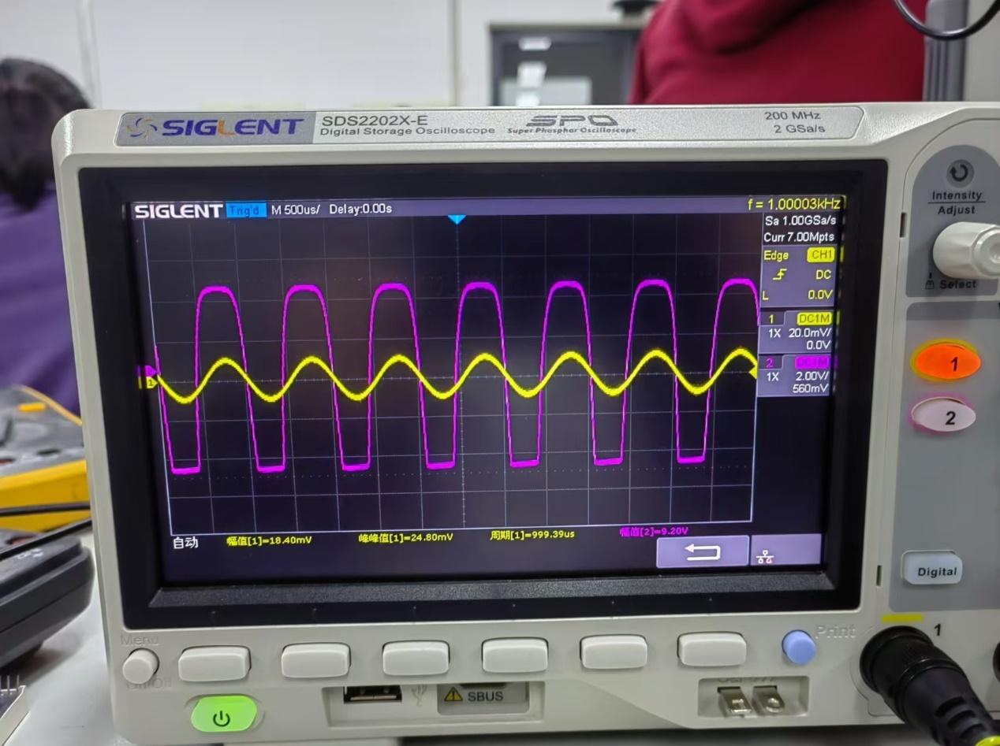 SIGLENT
SDS2202X-E
Digital Storage Oscilloscope
SPO
Super Phosphor Oscilloscope
200 MHz
2 GSa/s
Intensity
Adjust
Select
SIGLENT Trig'd M 500us/ Delay:0.00s
f = 1.00003kHz
Sa 1.00GSa/s
Curr 7.00Mpts
Edge CH1
DC
L 0.0V
1 DC1M
1X 20.0mV/
0.0V
2 DC1M
1X 2.00V/
560mV
1
自动 幅值[1]=18.40mV 峰峰值[1]=24.80mV 周期[1]=999.39us 幅值[2]=9.20V
1
2
Digital
Menu
On/Off
Print
1
SBUS